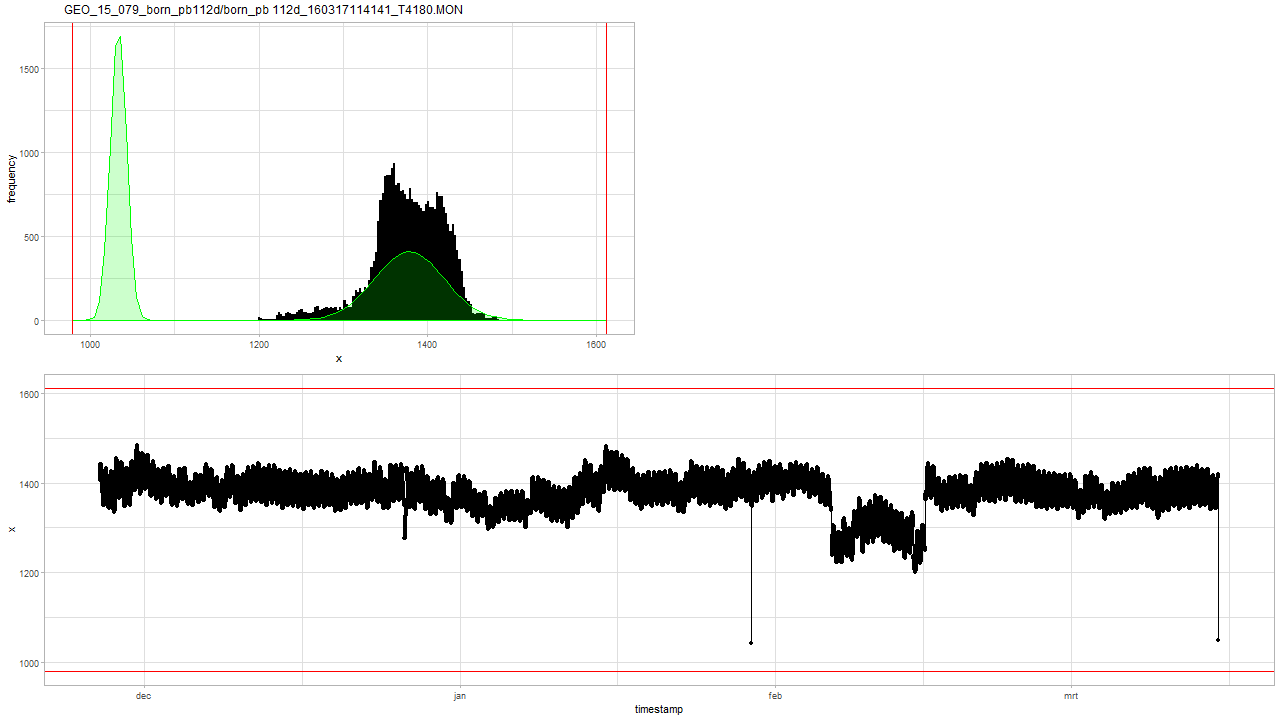 GEO_15_079_born_pb112d/born_pb 112d_160317114141_T4180.MON
frequency
1500
1000
500
0
1000 1200 1400 1600
x
x
1600
1400
1200
1000
dec jan feb mrt
timestamp